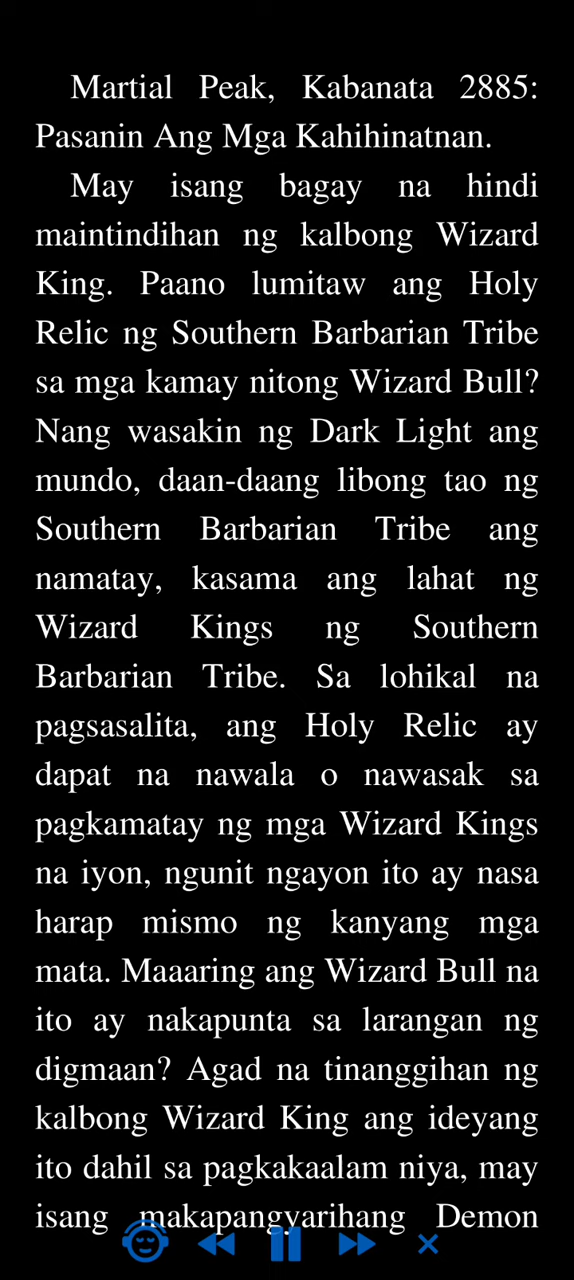 Martial Peak, Kabanata 2885:
Pasanin Ang Mga Kahihinatnan.
May isang bagay na hindi
maintindihan ng kalbong Wizard
King. Paano lumitaw ang Holy
Relic ng Southern Barbarian Tribe
sa mga kamay nitong Wizard Bull?
Nang wasakin ng Dark Light ang
mundo, daan-daang libong tao ng
Southern Barbarian Tribe ang
namatay, kasama ang lahat ng
Wizard Kings ng Southern
Barbarian Tribe. Sa lohikal na
pagsasalita, ang Holy Relic ay
dapat na nawala o nawasak sa
pagkamatay ng mga Wizard Kings
na iyon, ngunit ngayon ito ay nasa
harap mismo ng kanyang mga
mata. Maaaring ang Wizard Bull na
ito ay nakapunta sa larangan ng
digmaan? Agad na tinanggihan ng
kalbong Wizard King ang ideyang
ito dahil sa pagkakaalam niya, may
isang makapangyarihang Demon